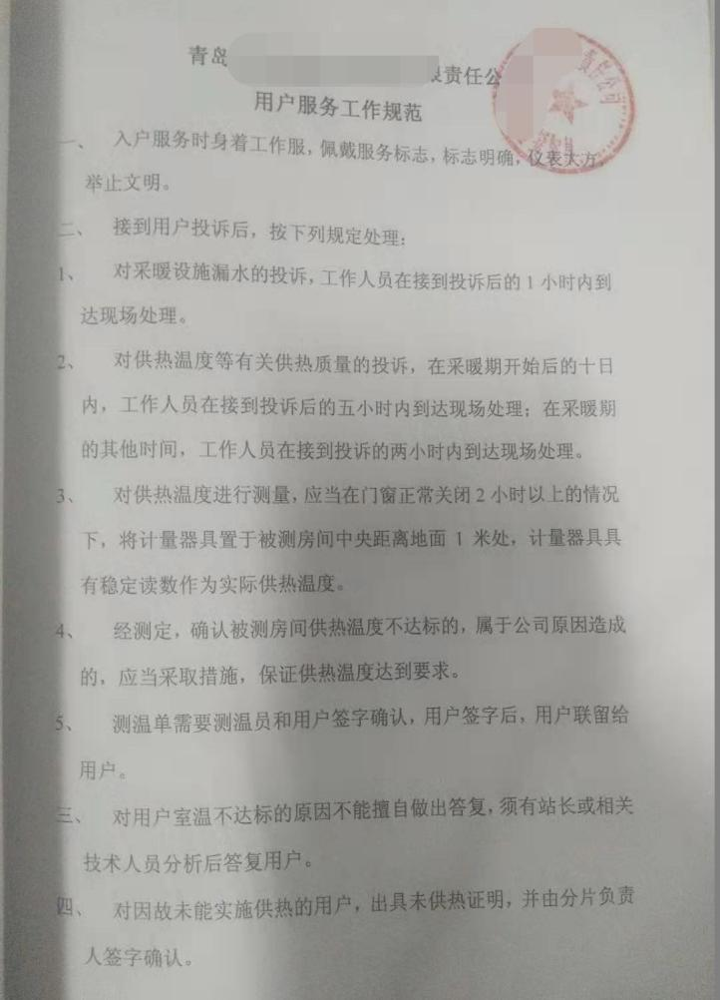 青岛
限责任公
责任公司
用户服务工作规范
一、 入户服务时身着工作服，佩戴服务标志，标志明确，仪表大方，
举止文明。
二、 接到用户投诉后，按下列规定处理：
1、 对采暖设施漏水的投诉，工作人员在接到投诉后的 1 小时内到
达现场处理。
2、 对供热温度等有关供热质量的投诉，在采暖期开始后的十日
内，工作人员在接到投诉后的五小时内到达现场处理；在采暖期
的其他时间，工作人员在接到投诉的两小时内到达现场处理。
3、 对供热温度进行测量，应当在门窗正常关闭 2 小时以上的情况
下，将计量器具置于被测房间中央距离地面 1 米处，计量器具具
有稳定读数作为实际供热温度。
4、 经测定，确认被测房间供热温度不达标的，属于公司原因造成
的，应当采取措施，保证供热温度达到要求。
5、 测温单需要测温员和用户签字确认，用户签字后，用户联留给
用户。
三、 对用户室温不达标的原因不能擅自做出答复，须有站长或相关
技术人员分析后答复用户。
四、 对因故未能实施供热的用户，出具未供热证明，并由分片负责
人签字确认。